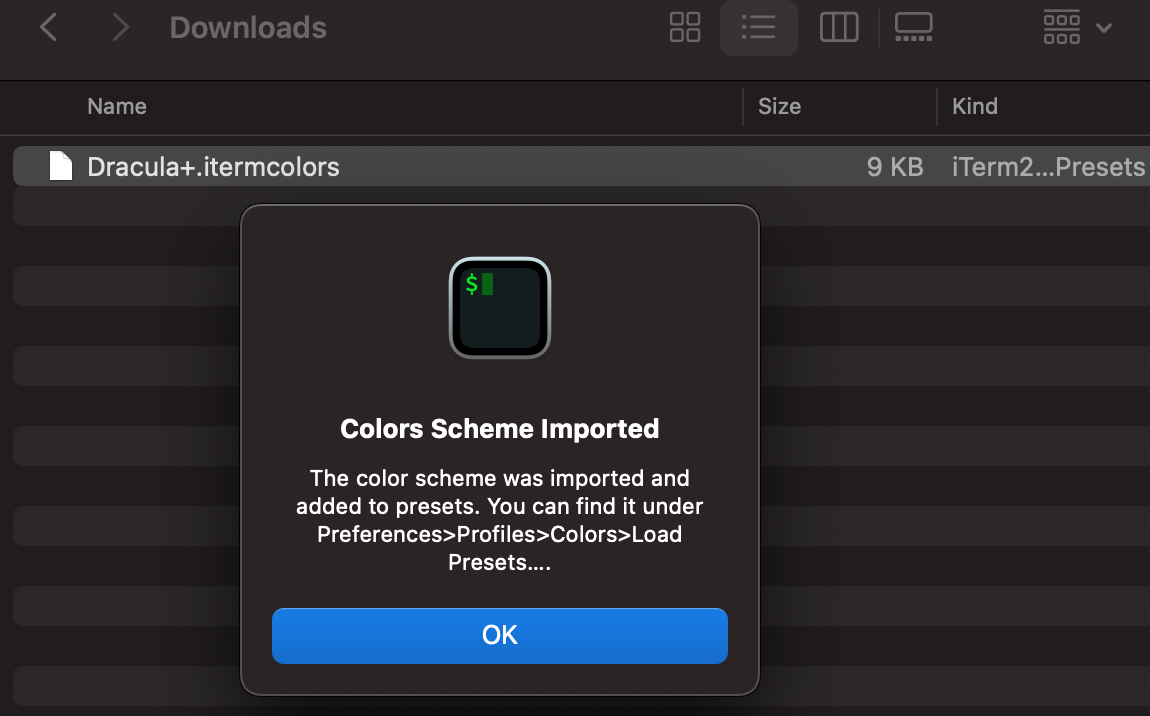 Downloads
Name Size Kind
Dracula+.itermcolors 9 KB iTerm2...Presets
$
Colors Scheme Imported
The color scheme was imported and
added to presets. You can find it under
Preferences>Profiles>Colors>Load
Presets....
OK